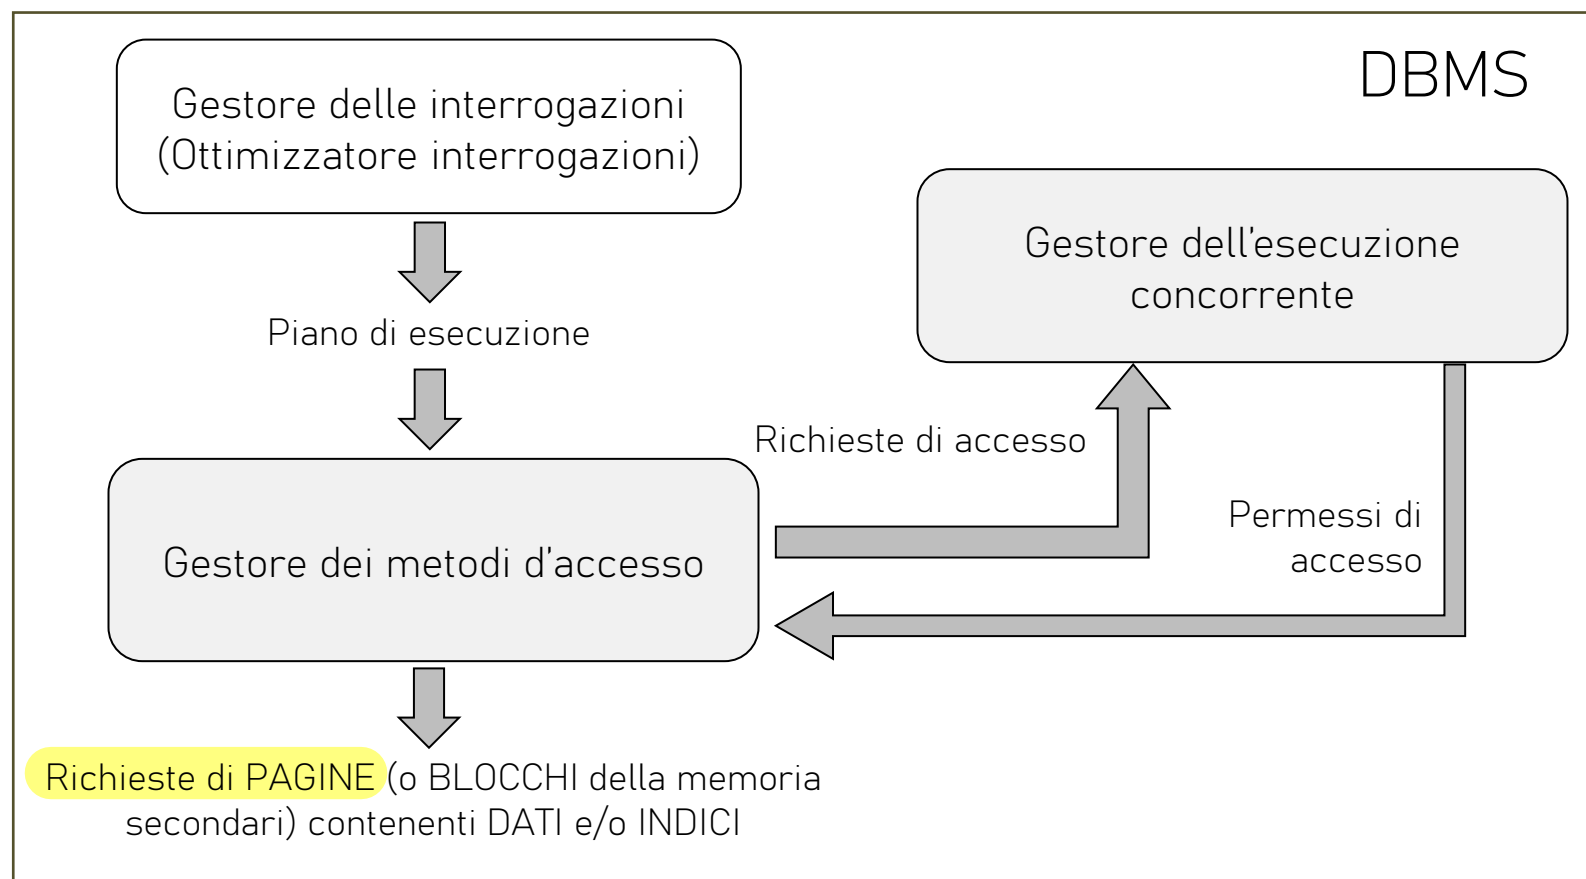 DBMS
Gestore delle interrogazioni
(Ottimizzatore interrogazioni)
Gestore dell'esecuzione
concorrente
Piano di esecuzione
Richieste di accesso
Permessi di
accesso
Gestore dei metodi d'accesso
Richieste di PAGINE (o BLOCCHI della memoria
secondari) contenenti DATI e/o INDICI